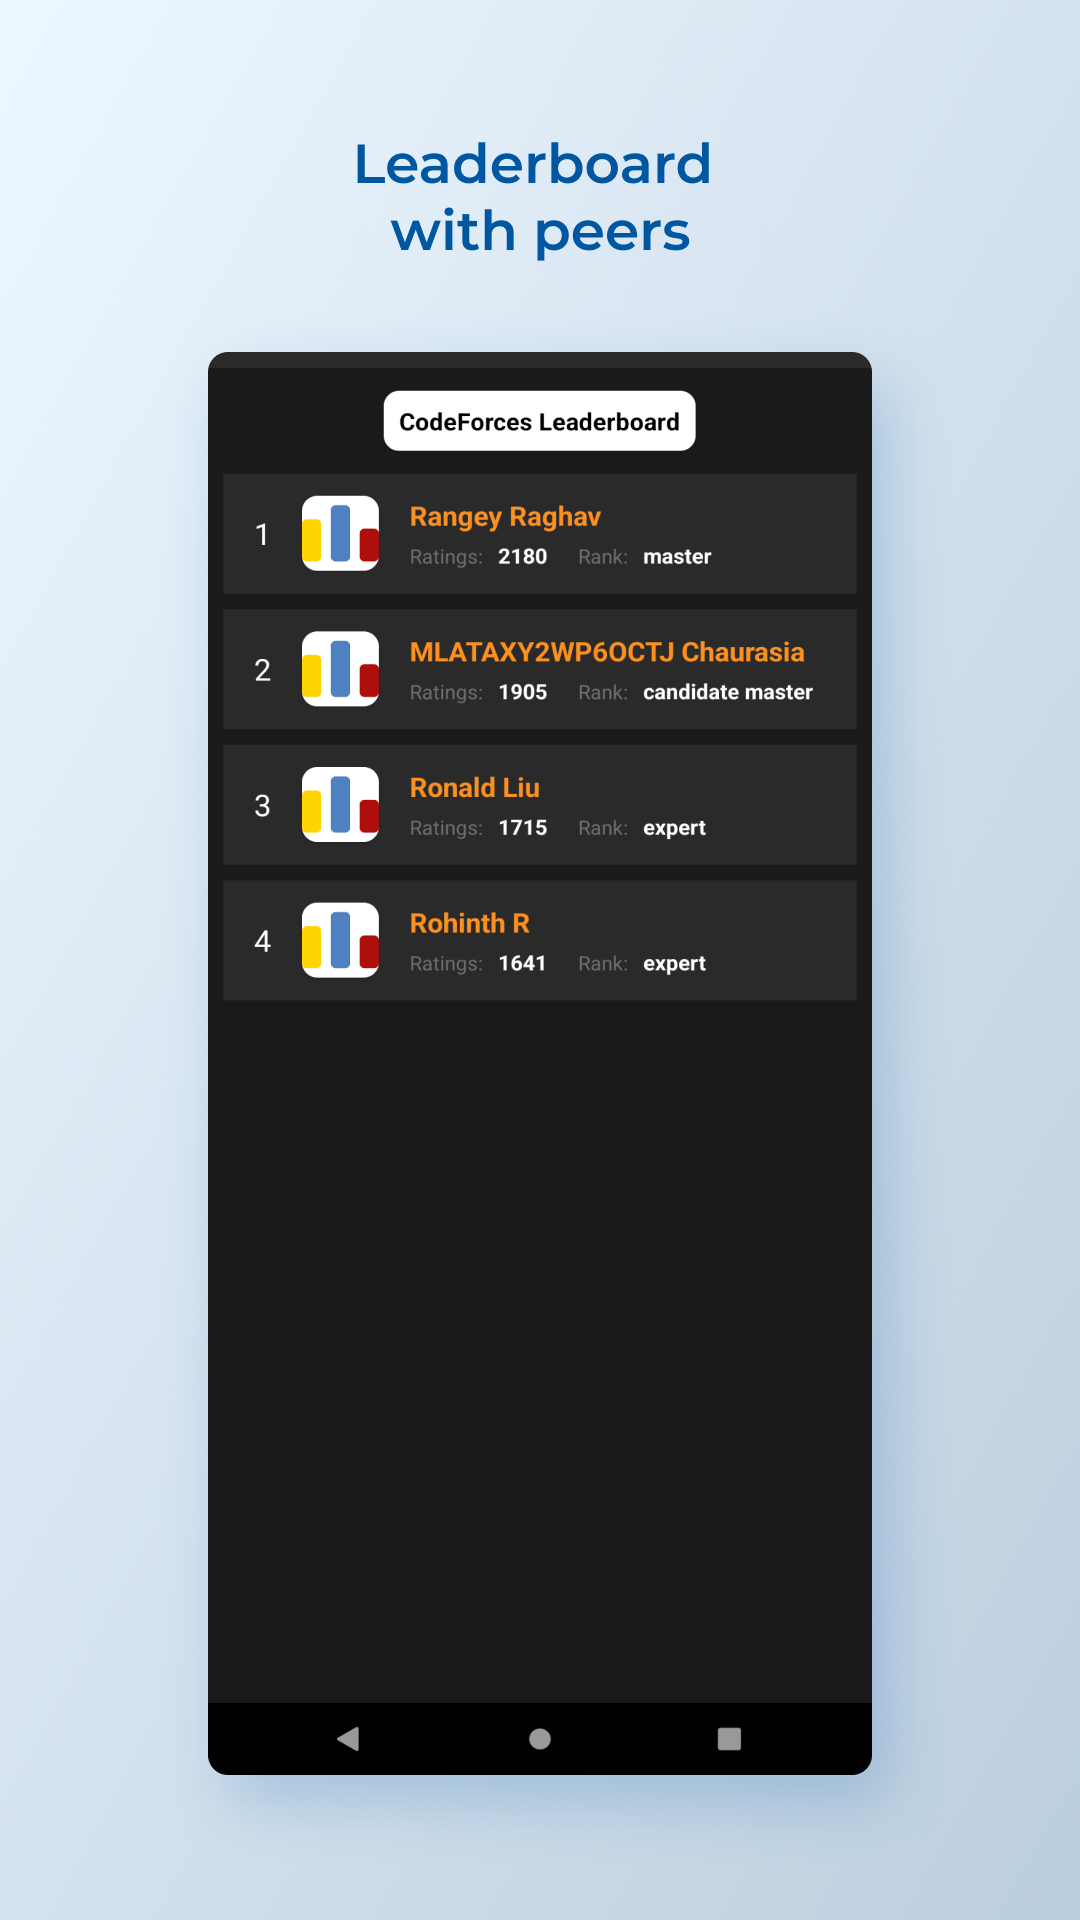 Leaderboard
with peers
CodeForces Leaderboard
1
Rangey Raghav
Ratings: 2180 Rank: master
2
MLATAXY2WP6OCTJ Chaurasia
Ratings: 1905 Rank: candidate master
3
Ronald Liu
Ratings: 1715 Rank: expert
4
Rohinth R
Ratings: 1641 Rank: expert